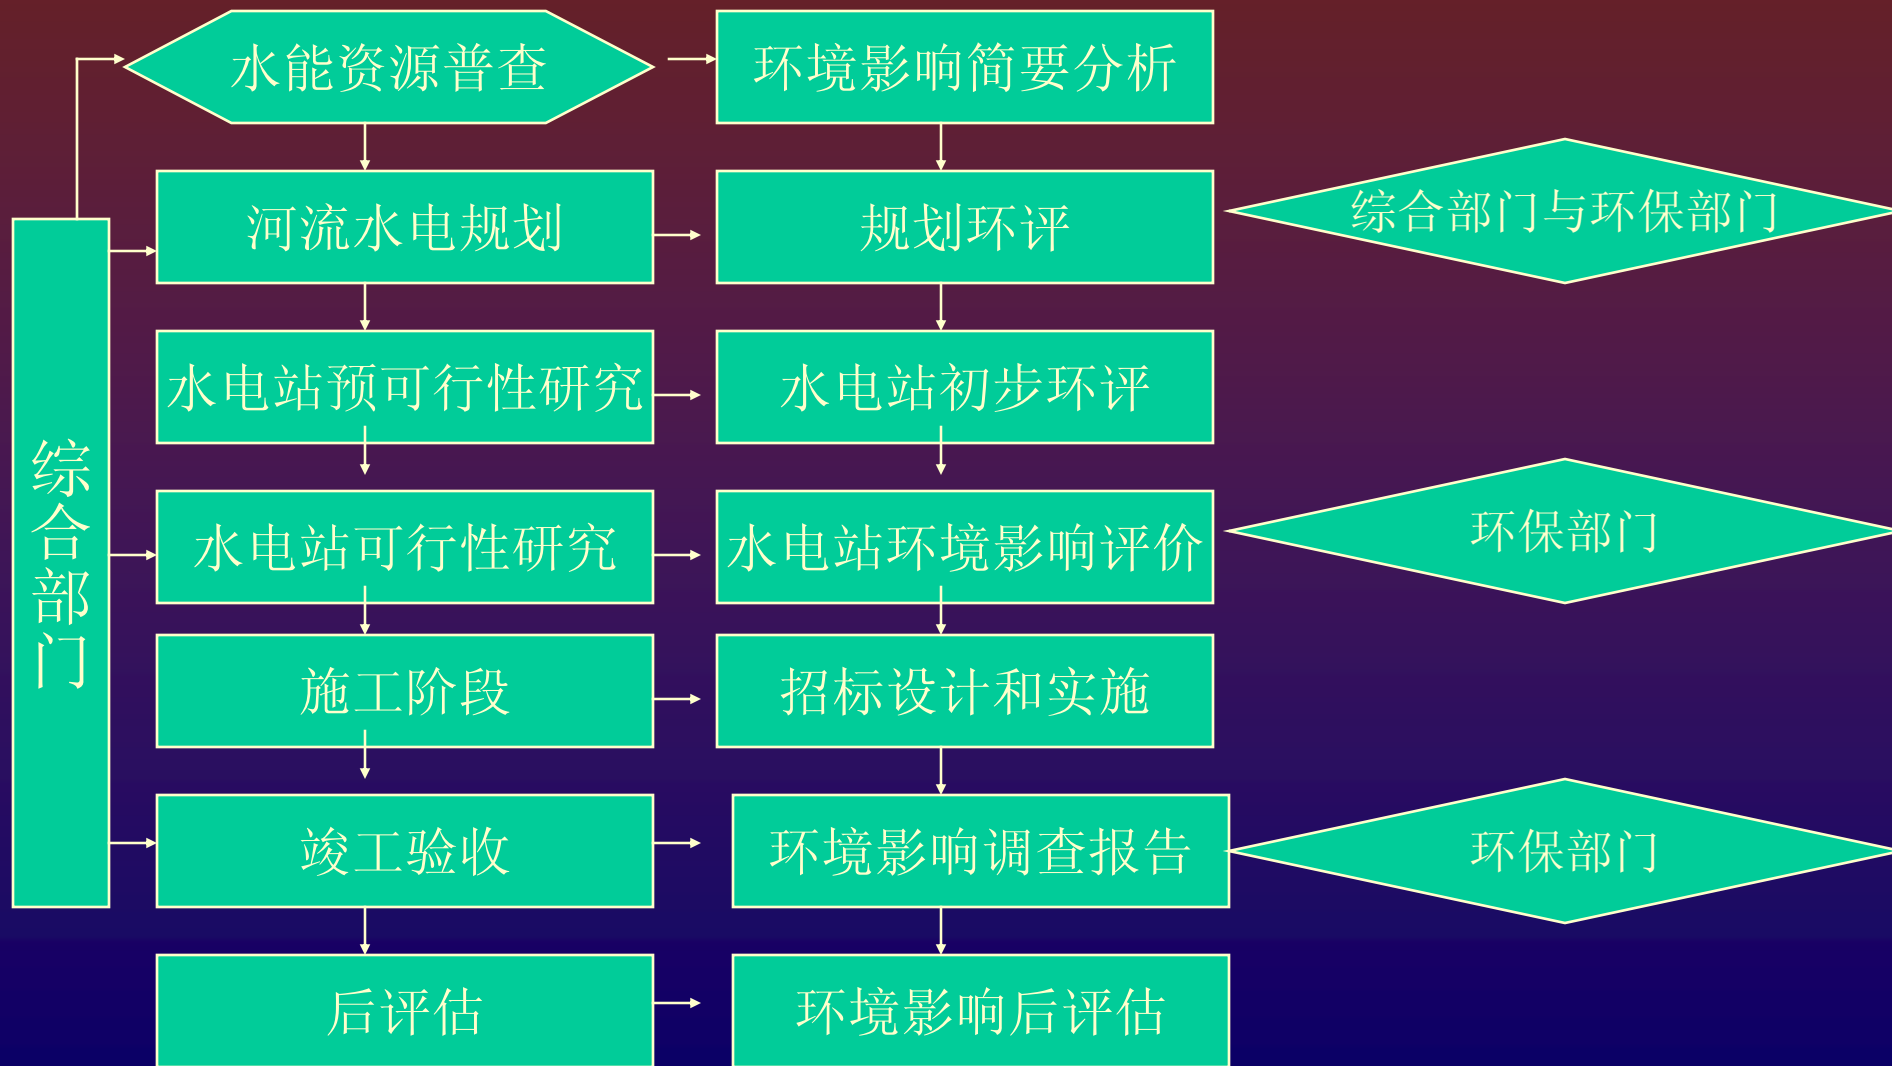 水能资源普查
环境影响简要分析
河流水电规划
规划环评
综合部门与环保部门
水电站预可行性研究
水电站初步环评
综合部门
水电站可行性研究
水电站环境影响评价
环保部门
施工阶段
招标设计和实施
竣工验收
环境影响调查报告
环保部门
后评估
环境影响后评估